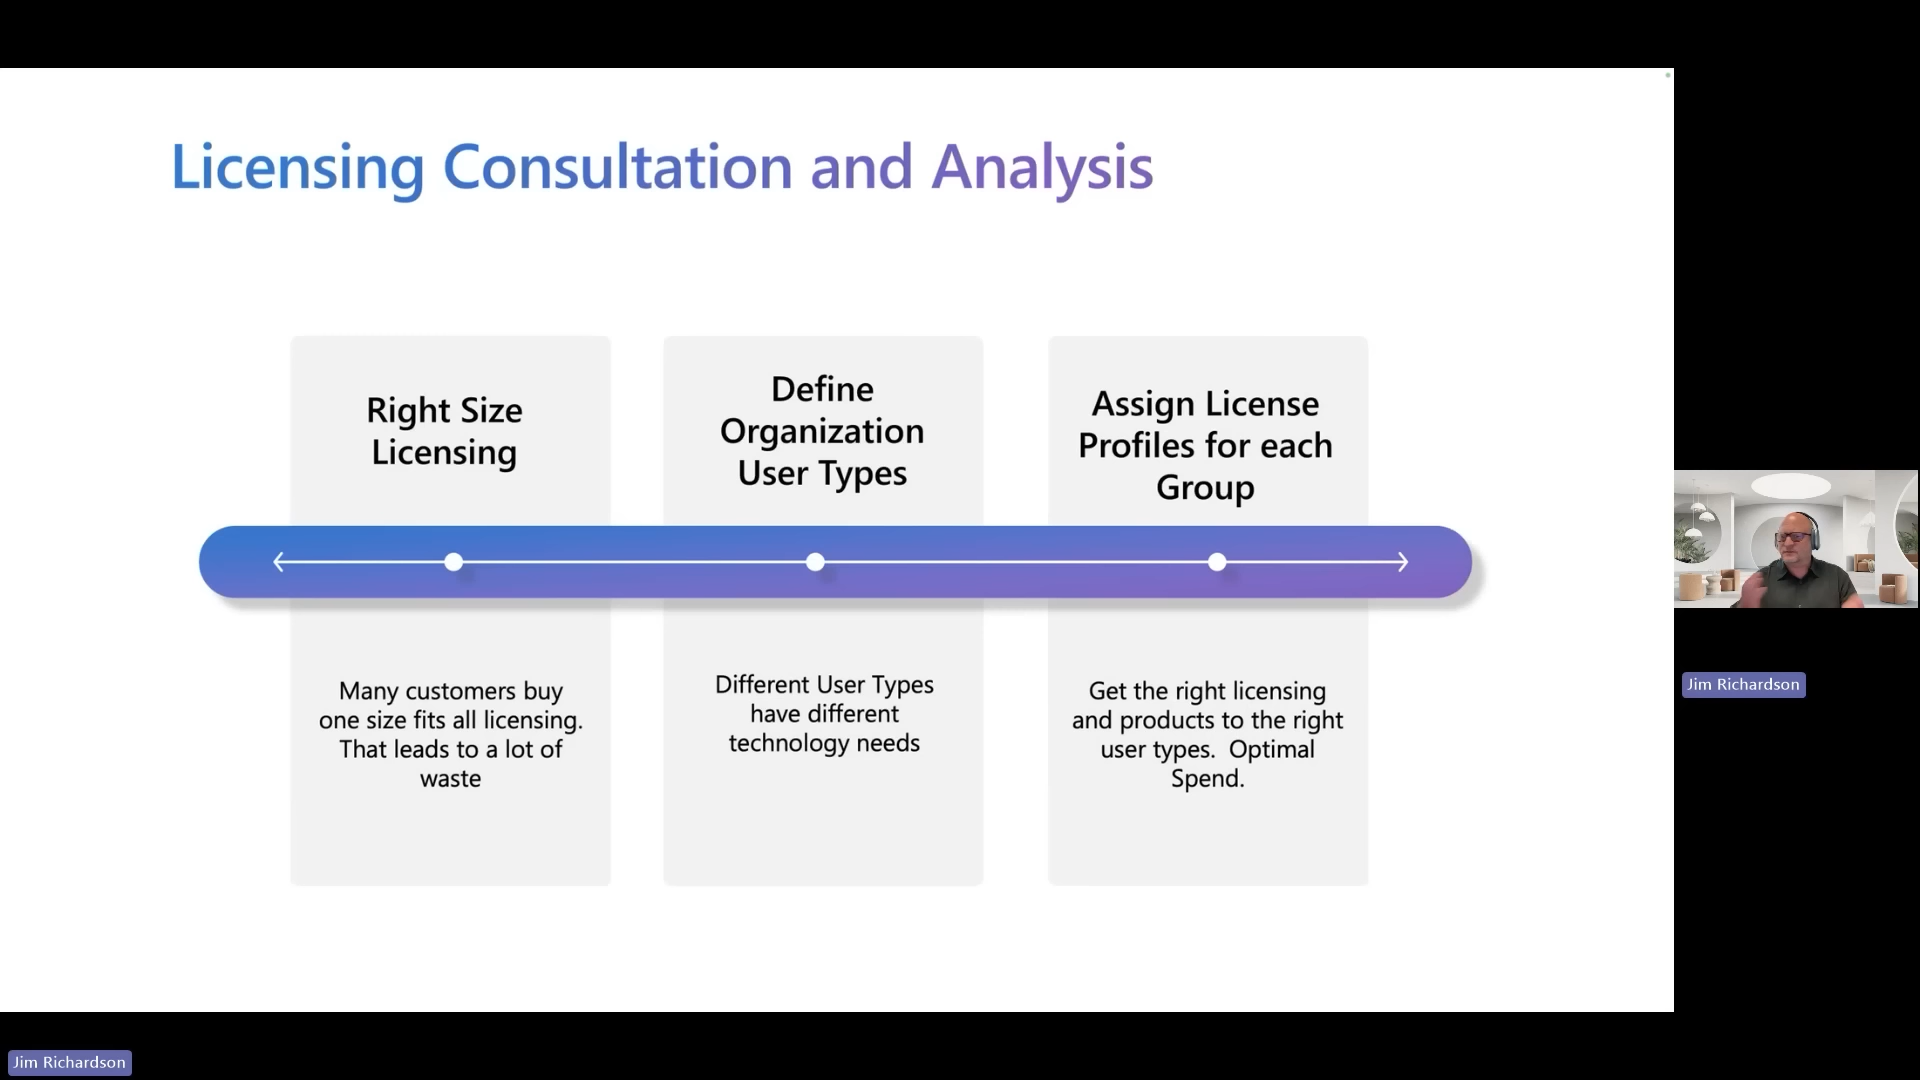 Licensing Consultation and Analysis
Right Size
Licensing
Many customers buy
one size fits all licensing.
That leads to a lot of
waste
Define
Organization
User Types
Different User Types
have different
technology needs
Assign License
Profiles for each
Group
Get the right licensing
and products to the right
user types.  Optimal
Spend.
Jim Richardson
Jim Richardson